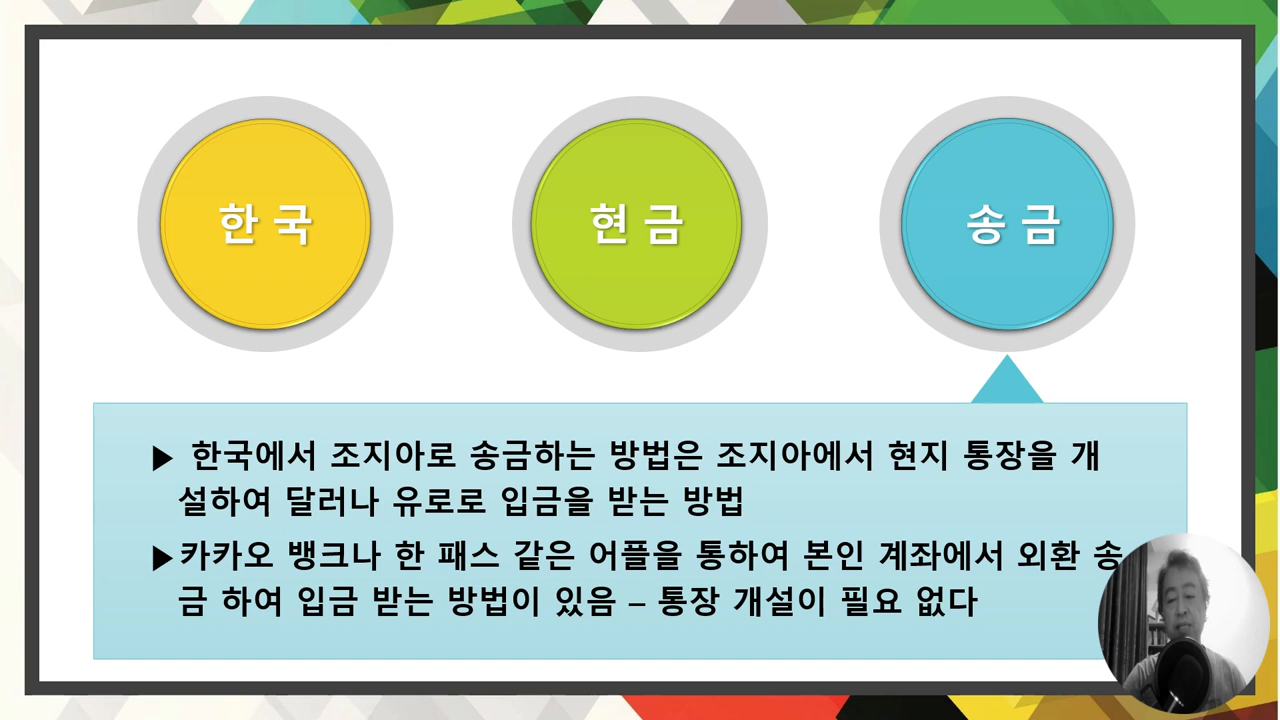 한국
현금
송금
▶ 한국에서 조지아로 송금하는 방법은 조지아에서 현지 통장을 개
설하여 달러나 유로로 입금을 받는 방법
▶카카오 뱅크나 한 패스 같은 어플을 통하여 본인 계좌에서 외환 송
금 하여 입금 받는 방법이 있음 – 통장 개설이 필요 없다